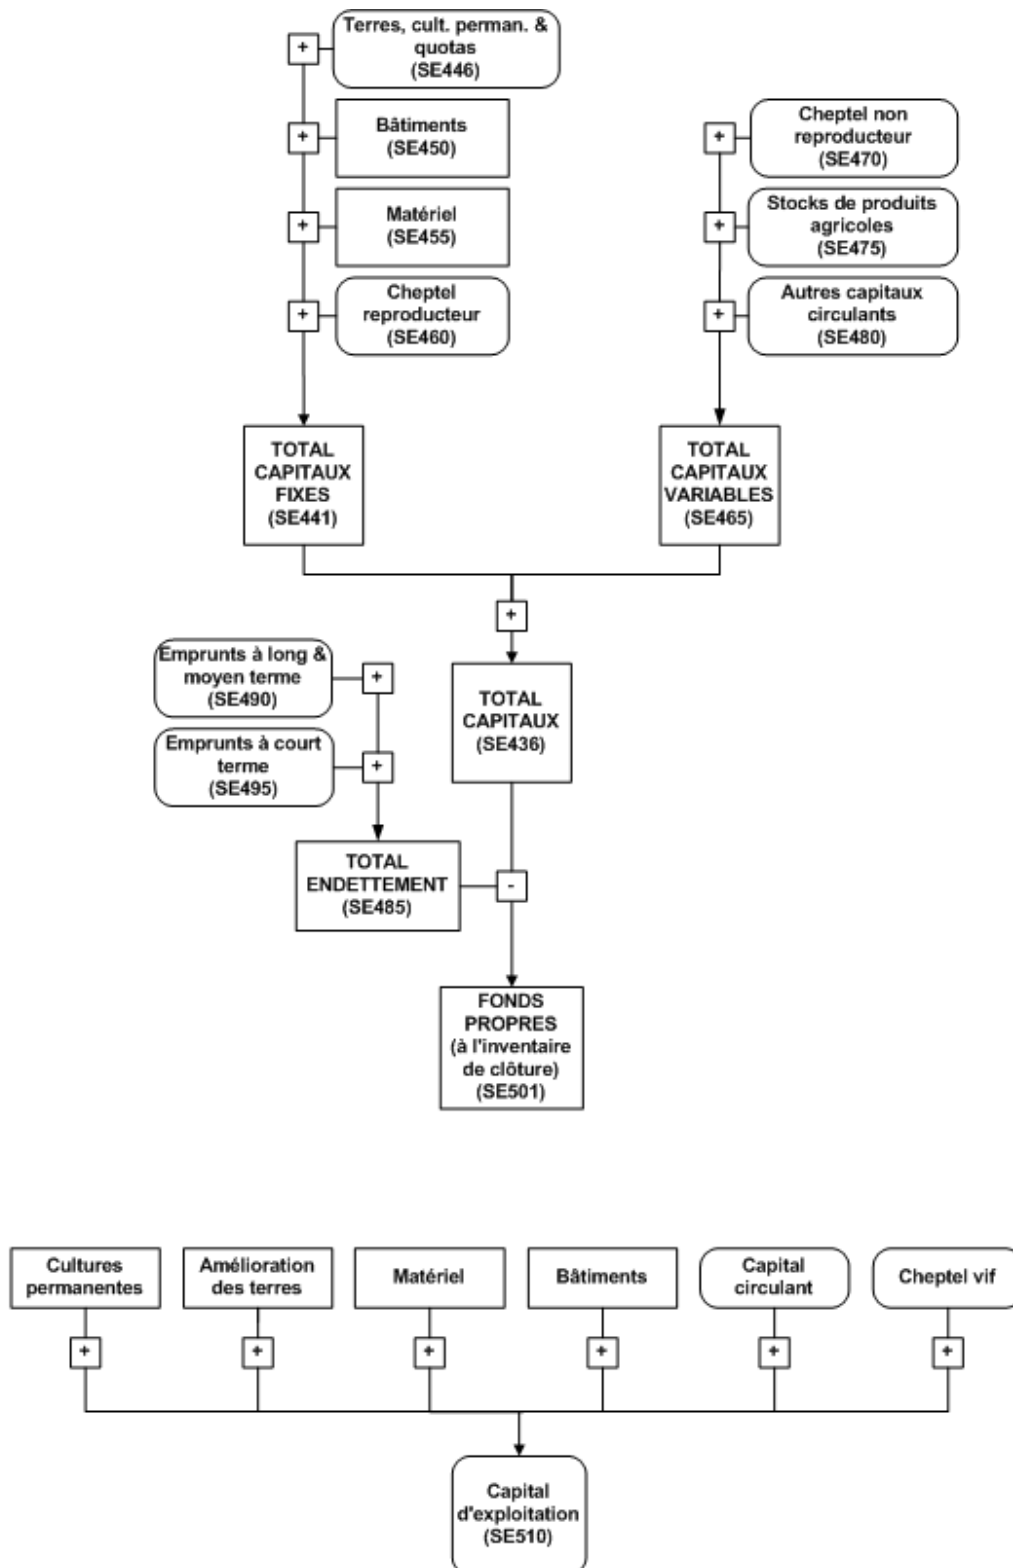 Terres, cult. perman. &
quotas
(SE446)
+
Bâtiments
(SE450)
+
Matériel
(SE455)
+
Cheptel
reproducteur
(SE460)
+
Cheptel non
reproducteur
(SE470)
+
Stocks de produits
agricoles
(SE475)
+
Autres capitaux
circulants
(SE480)
+
TOTAL
CAPITAUX
FIXES
(SE441)
TOTAL
CAPITAUX
VARIABLES
(SE465)
+
Emprunts à long &
moyen terme
(SE490)
+
Emprunts à court
terme
(SE495)
+
TOTAL
CAPITAUX
(SE436)
TOTAL
ENDETTEMENT
(SE485)
-
FONDS
PROPRES
(à l'inventaire
de clôture)
(SE501)
Cultures
permanentes
Amélioration
des terres
Matériel
Bâtiments
Capital
circulant
Cheptel vif
+
+
+
+
+
+
Capital
d'exploitation
(SE510)